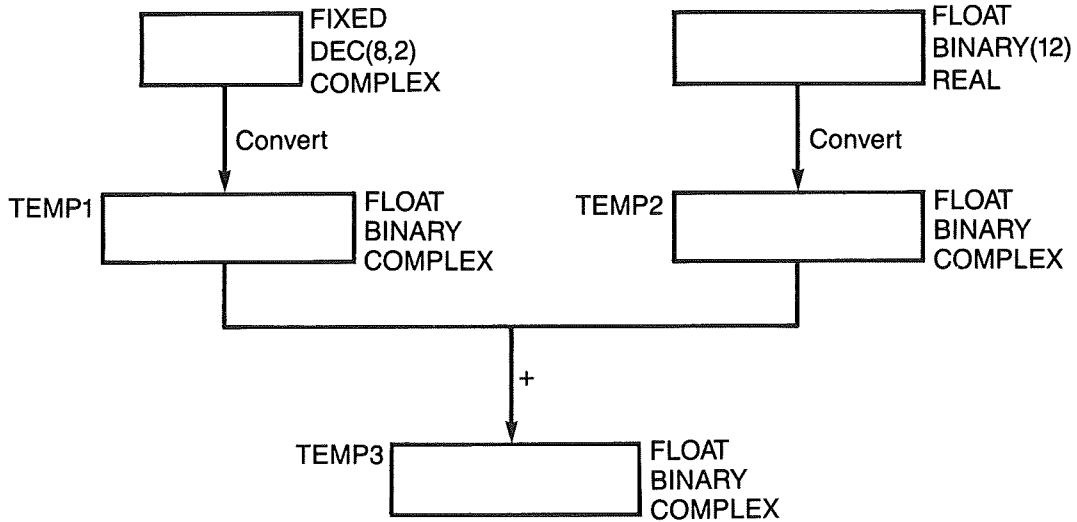 FIXED
DEC(8,2)
COMPLEX
FLOAT
BINARY(12)
REAL
Convert
Convert
TEMP1
FLOAT
BINARY
COMPLEX
TEMP2
FLOAT
BINARY
COMPLEX
+
TEMP3
FLOAT
BINARY
COMPLEX